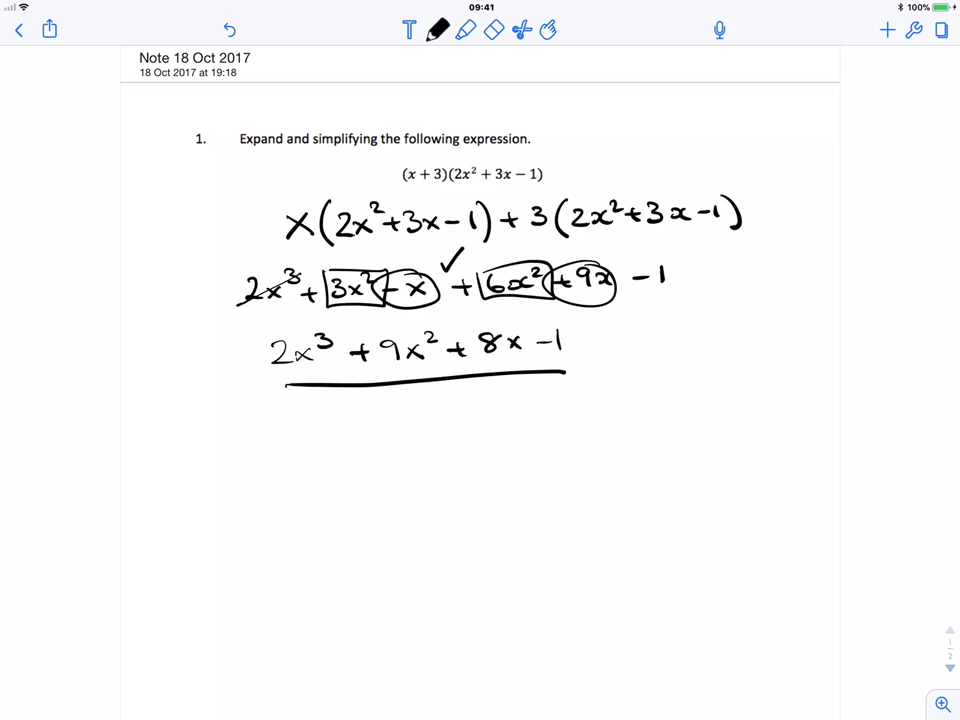 09:41
100%
T
Note 18 Oct 2017
18 Oct 2017 at 19:18
1. Expand and simplifying the following expression.
(x + 3)(2x² + 3x − 1)
x(2x²+3x−1)+3(2x²+3x−1)
2x³+3x²−x+6x²+9x−1
2x³+9x²+8x−1
1
2